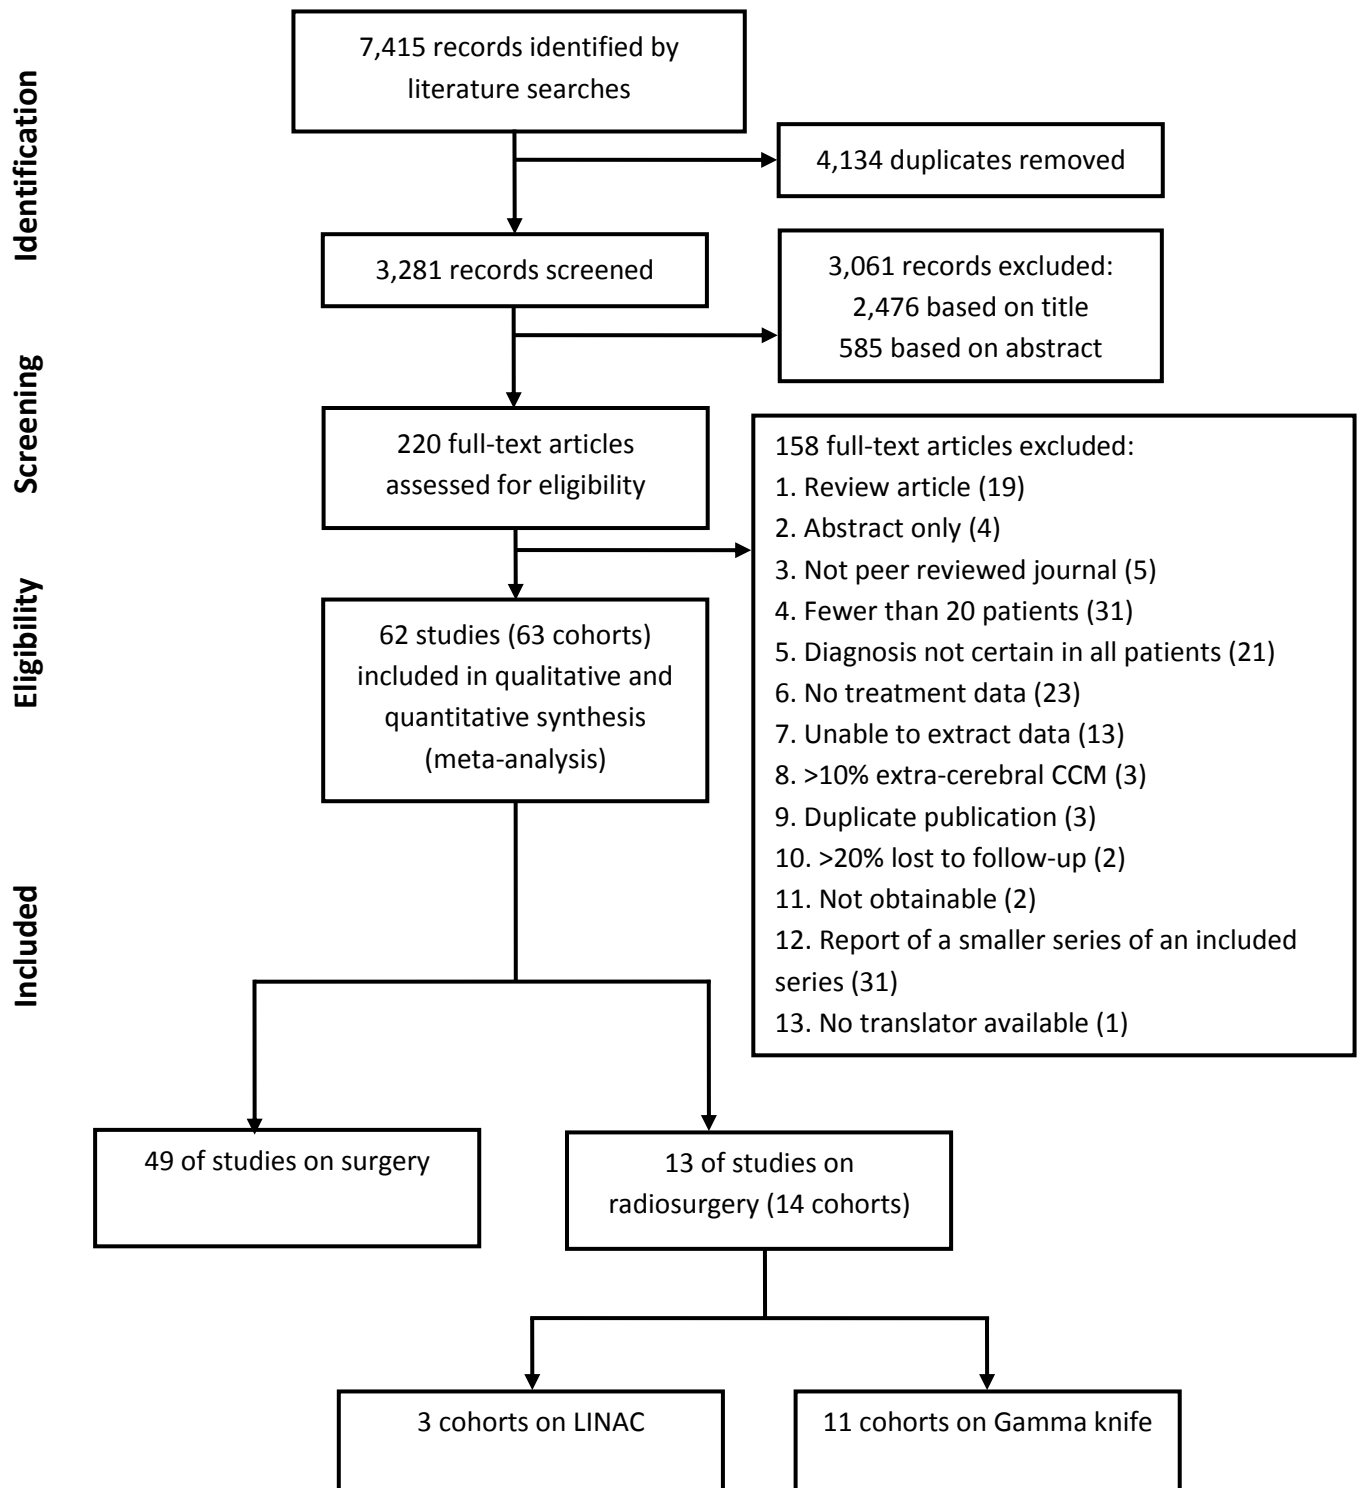 Identification
7,415 records identified by
literature searches
4,134 duplicates removed
3,281 records screened
3,061 records excluded:
2,476 based on title
585 based on abstract
Screening
220 full-text articles
assessed for eligibility
158 full-text articles excluded:
1. Review article (19)
2. Abstract only (4)
3. Not peer reviewed journal (5)
4. Fewer than 20 patients (31)
5. Diagnosis not certain in all patients (21)
6. No treatment data (23)
7. Unable to extract data (13)
8. >10% extra-cerebral CCM (3)
9. Duplicate publication (3)
10. >20% lost to follow-up (2)
11. Not obtainable (2)
12. Report of a smaller series of an included
series (31)
13. No translator available (1)
Eligibility
62 studies (63 cohorts)
included in qualitative and
quantitative synthesis
(meta-analysis)
Included
49 of studies on surgery
13 of studies on
radiosurgery (14 cohorts)
3 cohorts on LINAC
11 cohorts on Gamma knife